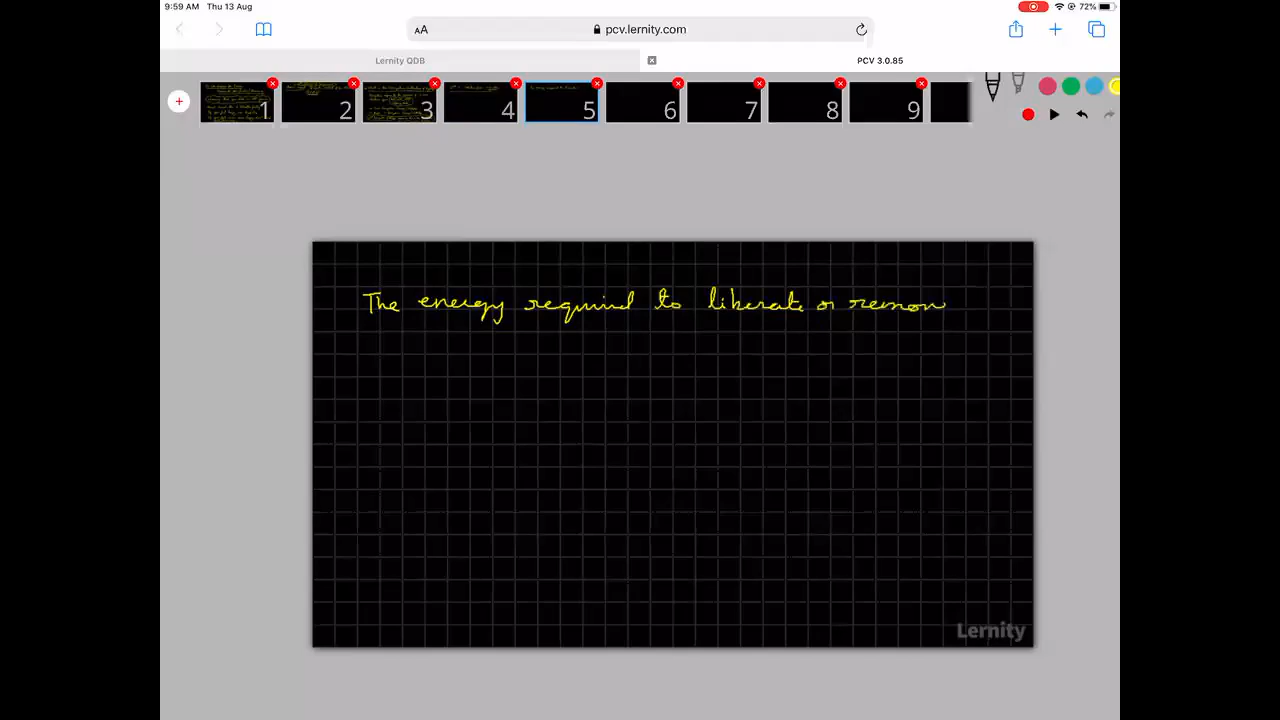 9:59 AM Thu 13 Aug 72%
AA pcv.lernity.com
Lernity QDB PCV 3.0.85
1 2 3 4 5 6 7 8 9
The energy required to liberate or remov
Lernity